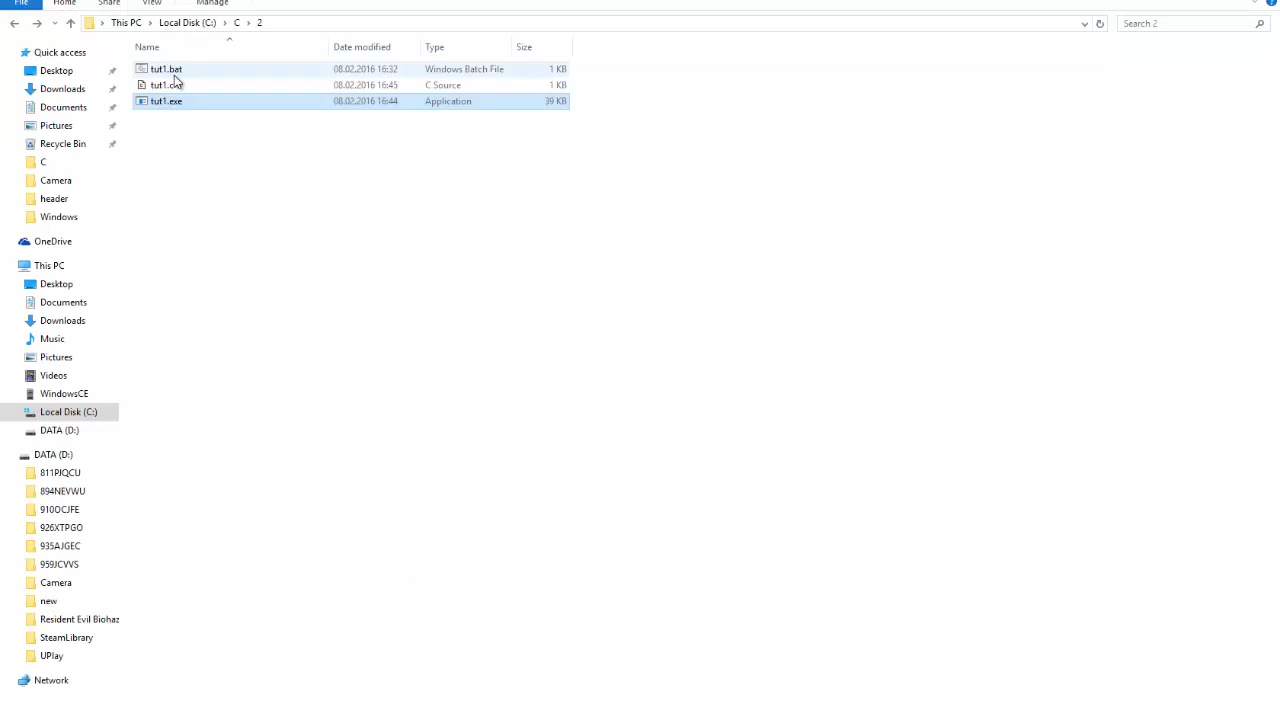 File Home Share View Manage
This PC Local Disk (C:) C 2 Search 2
Name Date modified Type Size
tut1.bat 08.02.2016 16:32 Windows Batch File 1 KB
tut1.c 08.02.2016 16:45 C Source 1 KB
tut1.exe 08.02.2016 16:44 Application 39 KB
Quick access
Desktop
Downloads
Documents
Pictures
Recycle Bin
C
Camera
header
Windows
OneDrive
This PC
Desktop
Documents
Downloads
Music
Pictures
Videos
WindowsCE
Local Disk (C:)
DATA (D:)
DATA (D:)
811PJQCU
894NEVWU
910OCJFE
926XTPGO
935AJGEC
959JCVVS
Camera
new
Resident Evil Biohaz
SteamLibrary
UPlay
Network